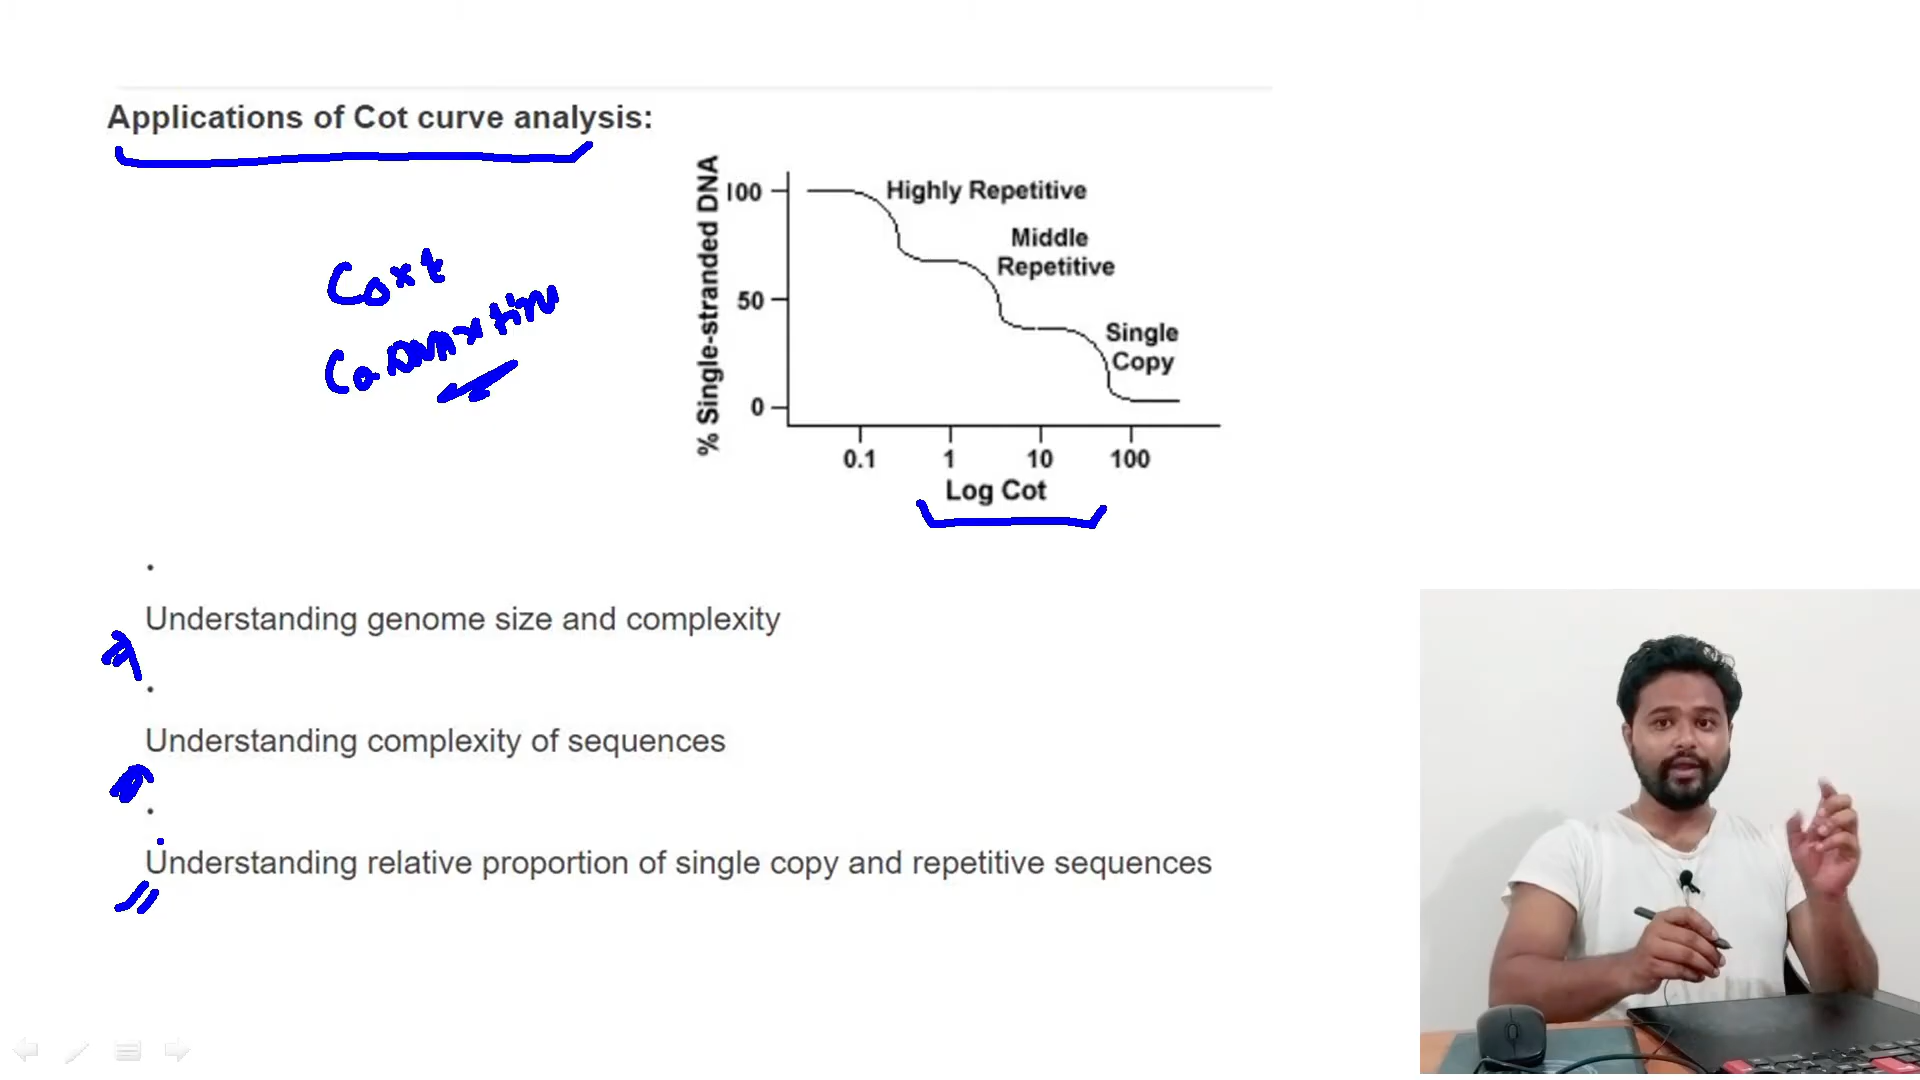 Applications of Cot curve analysis:
Co x t
Co DNA x time
% Single-stranded DNA
100
50
0
Highly Repetitive
Middle
Repetitive
Single
Copy
0.1 1 10 100
Log Cot
Understanding genome size and complexity
Understanding complexity of sequences
Understanding relative proportion of single copy and repetitive sequences